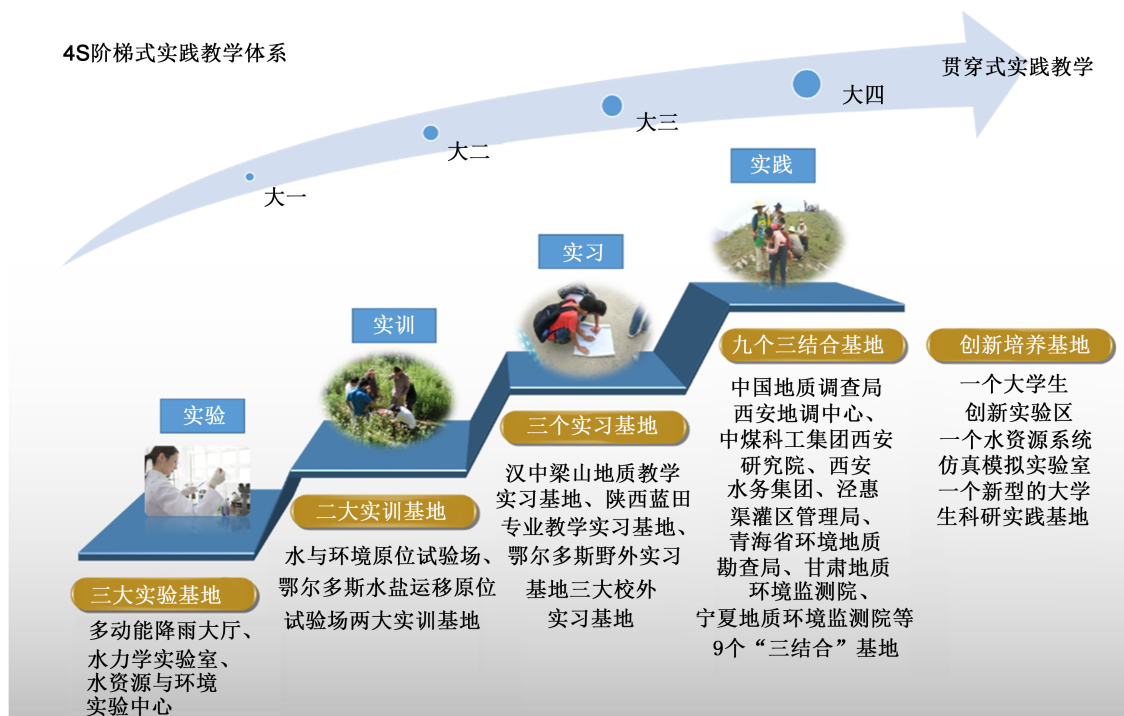 4S阶梯式实践教学体系
贯穿式实践教学
大一
大二
大三
大四
实验
三大实验基地
多动能降雨大厅、
水力学实验室、
水资源与环境
实验中心
实训
二大实训基地
水与环境原位试验场、
鄂尔多斯水盐运移原位
试验场两大实训基地
实习
三个实习基地
汉中梁山地质教学
实习基地、陕西蓝田
专业教学实习基地、
鄂尔多斯野外实习
基地三大校外
实习基地
实践
九个三结合基地
中国地质调查局
西安地调中心、
中煤科工集团西安
研究院、西安
水务集团、泾惠
渠灌区管理局、
青海省环境地质
勘查局、甘肃地质
环境监测院、
宁夏地质环境监测院等
9个“三结合”基地
创新培养基地
一个大学生
创新实验区
一个水资源系统
仿真模拟实验室
一个新型的大学
生科研实践基地